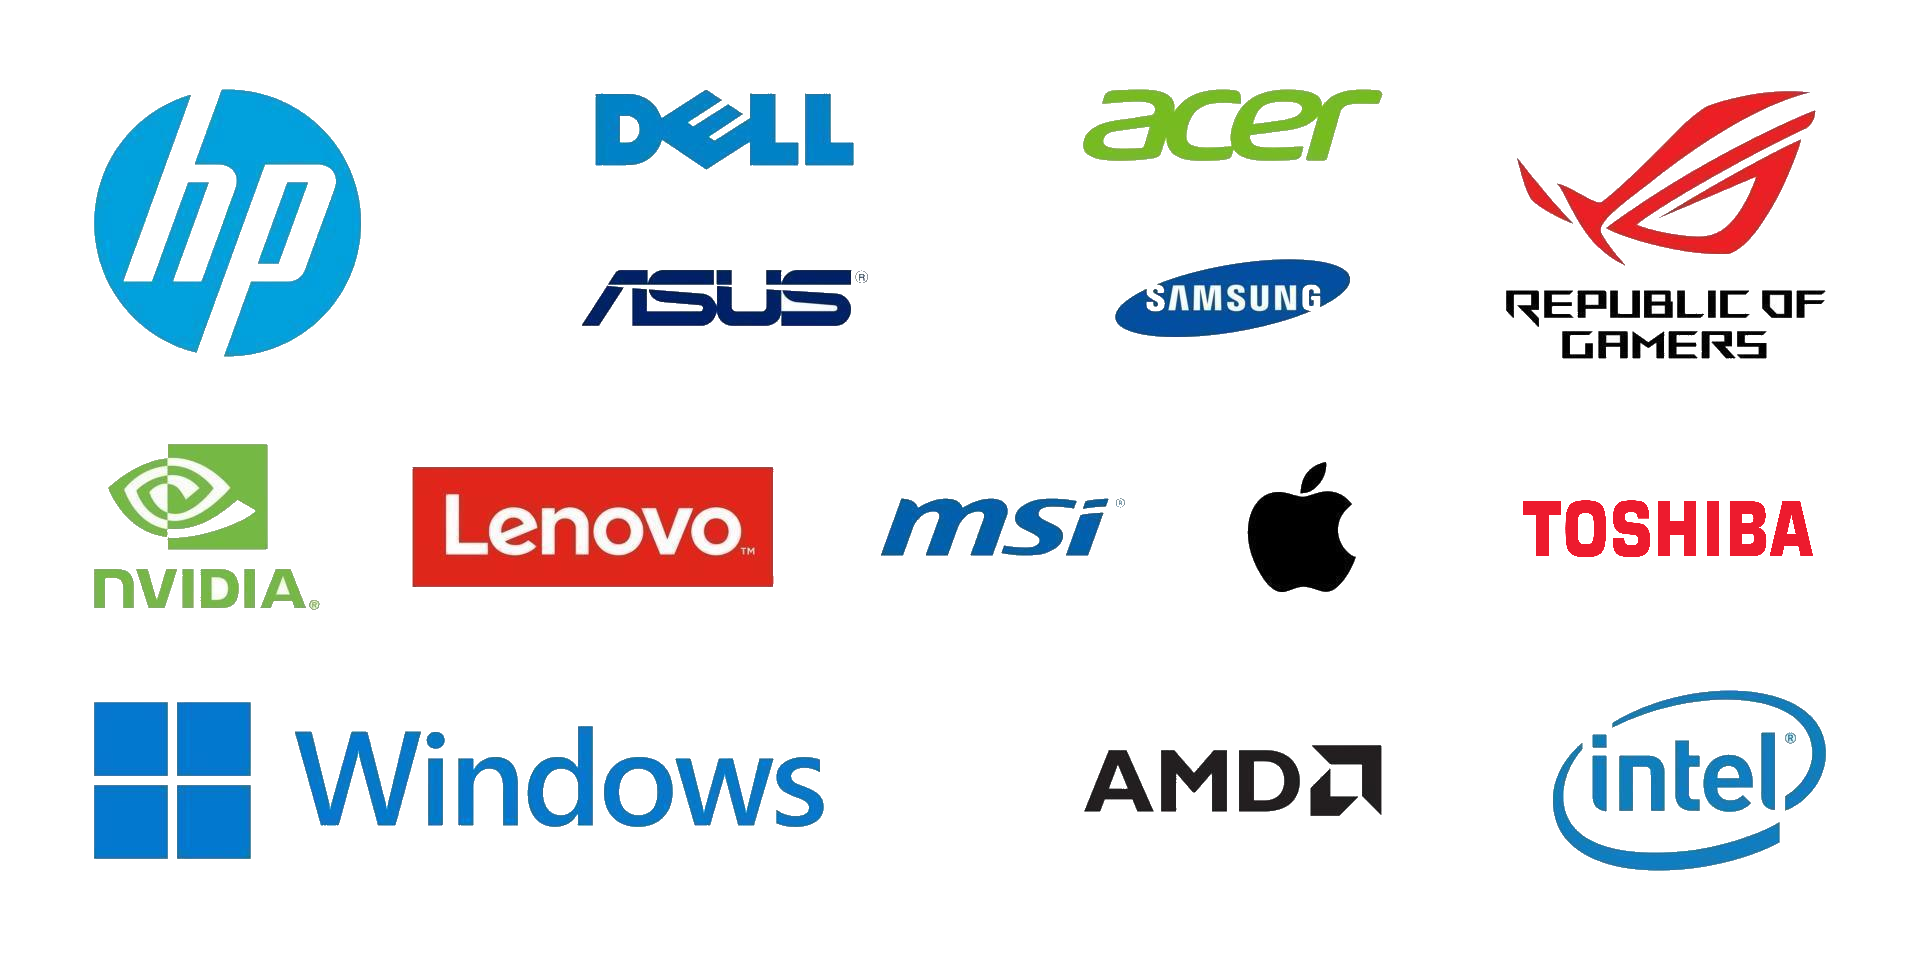 hp
DELL
acer
ASUS®
SAMSUNG
REPUBLIC OF
GAMERS
nVIDIA®
Lenovo™
msi®
TOSHIBA
Windows
AMD
intel®